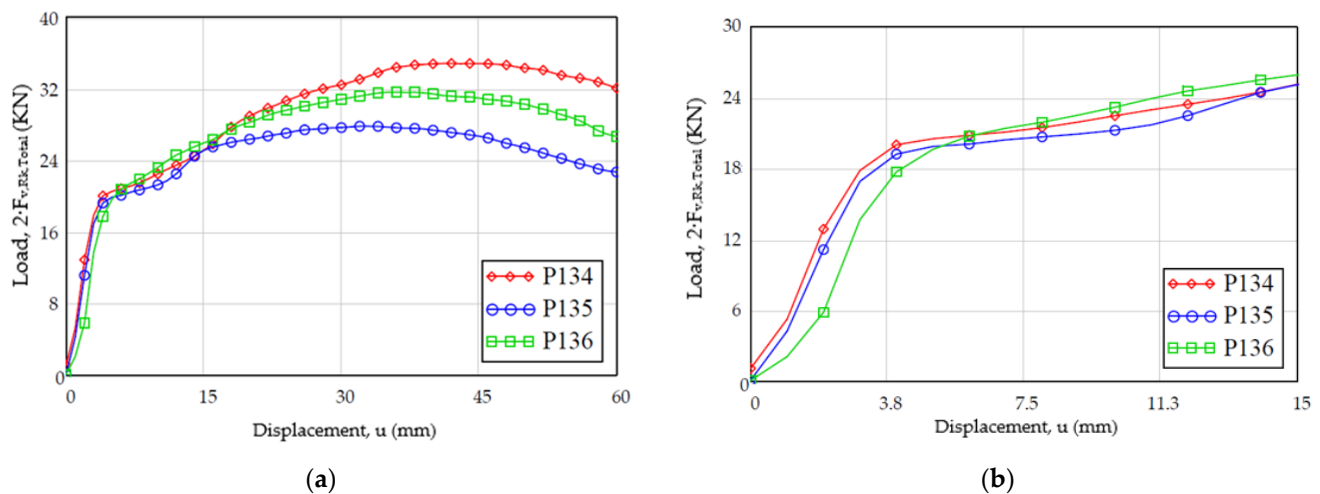 40
32
24
16
8
0
Load, 2·Fv,Rk,Total (KN)
P134
P135
P136
0 15 30 45 60
Displacement, u (mm)
(a)
30
24
18
12
6
0
Load, 2·Fv,Rk,Total (KN)
P134
P135
P136
0 3.8 7.5 11.3 15
Displacement, u (mm)
(b)